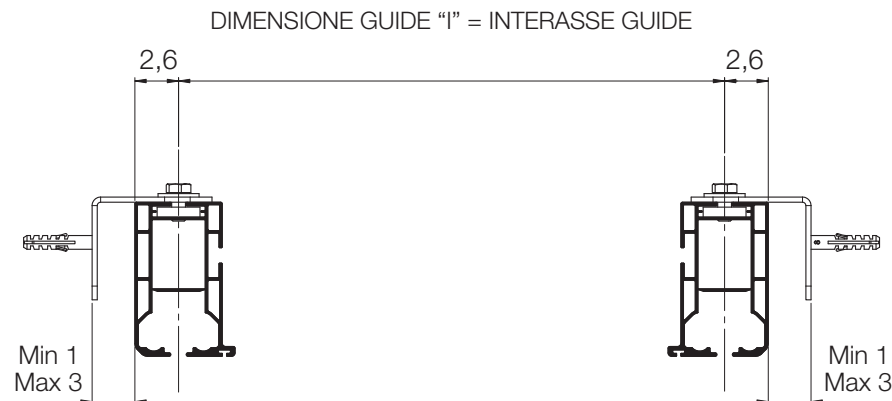 DIMENSIONE GUIDE “I” = INTERASSE GUIDE
2,6 2,6
Min 1 Min 1
Max 3 Max 3